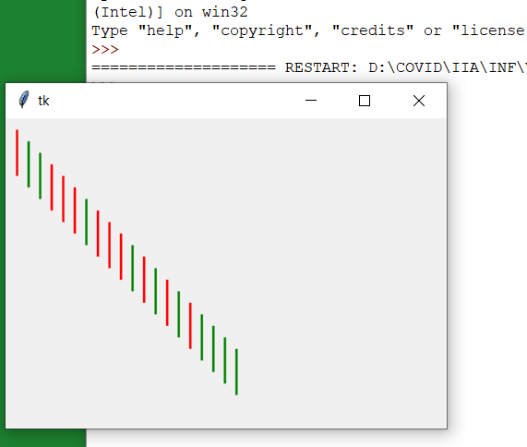 (Intel)] on win32
Type "help", "copyright", "credits" or "license
>>>
==================== RESTART: D:\COVID\IIA\INF\
tk